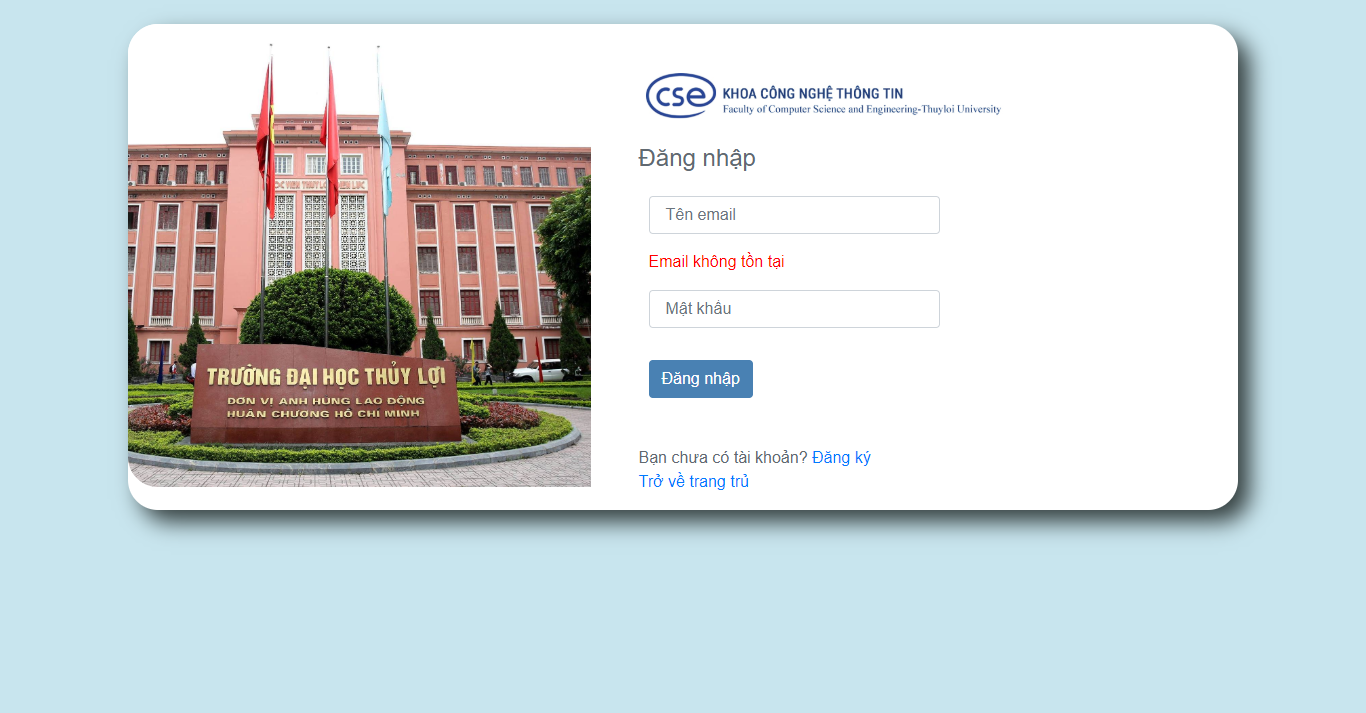 TRƯỜNG ĐẠI HỌC THỦY LỢI
ĐƠN VỊ ANH HÙNG LAO ĐỘNG
HUÂN CHƯƠNG HỒ CHÍ MINH
cse
KHOA CÔNG NGHỆ THÔNG TIN
Faculty of Computer Science and Engineering-Thuyloi University
Đăng nhập
Tên email
Email không tồn tại
Mật khâu
Đăng nhập
Bạn chưa có tài khoản? Đăng ký
Trở về trang trủ